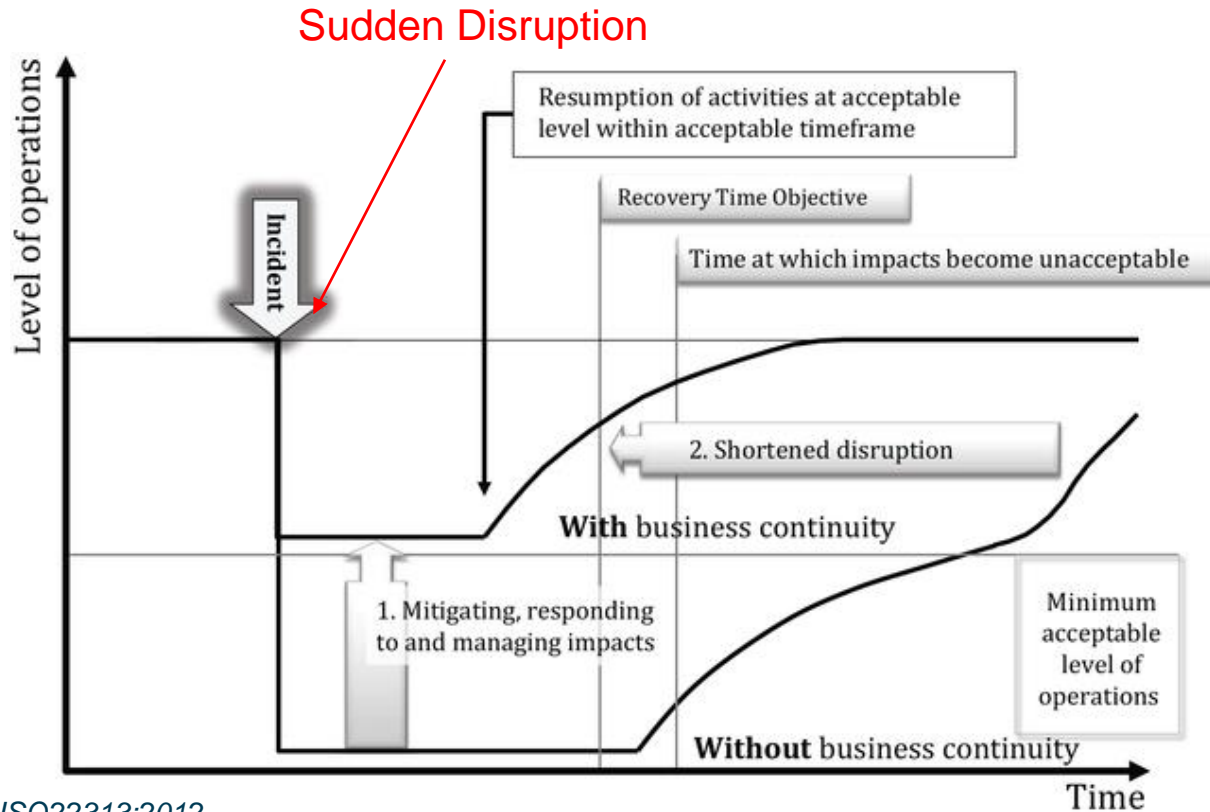 Sudden Disruption
Level of operations
Resumption of activities at acceptable
level within acceptable timeframe
Recovery Time Objective
Incident
Time at which impacts become unacceptable
2. Shortened disruption
With business continuity
1. Mitigating, responding
to and managing impacts
Minimum
acceptable
level of
operations
Without business continuity
Time
ISO22313:2012